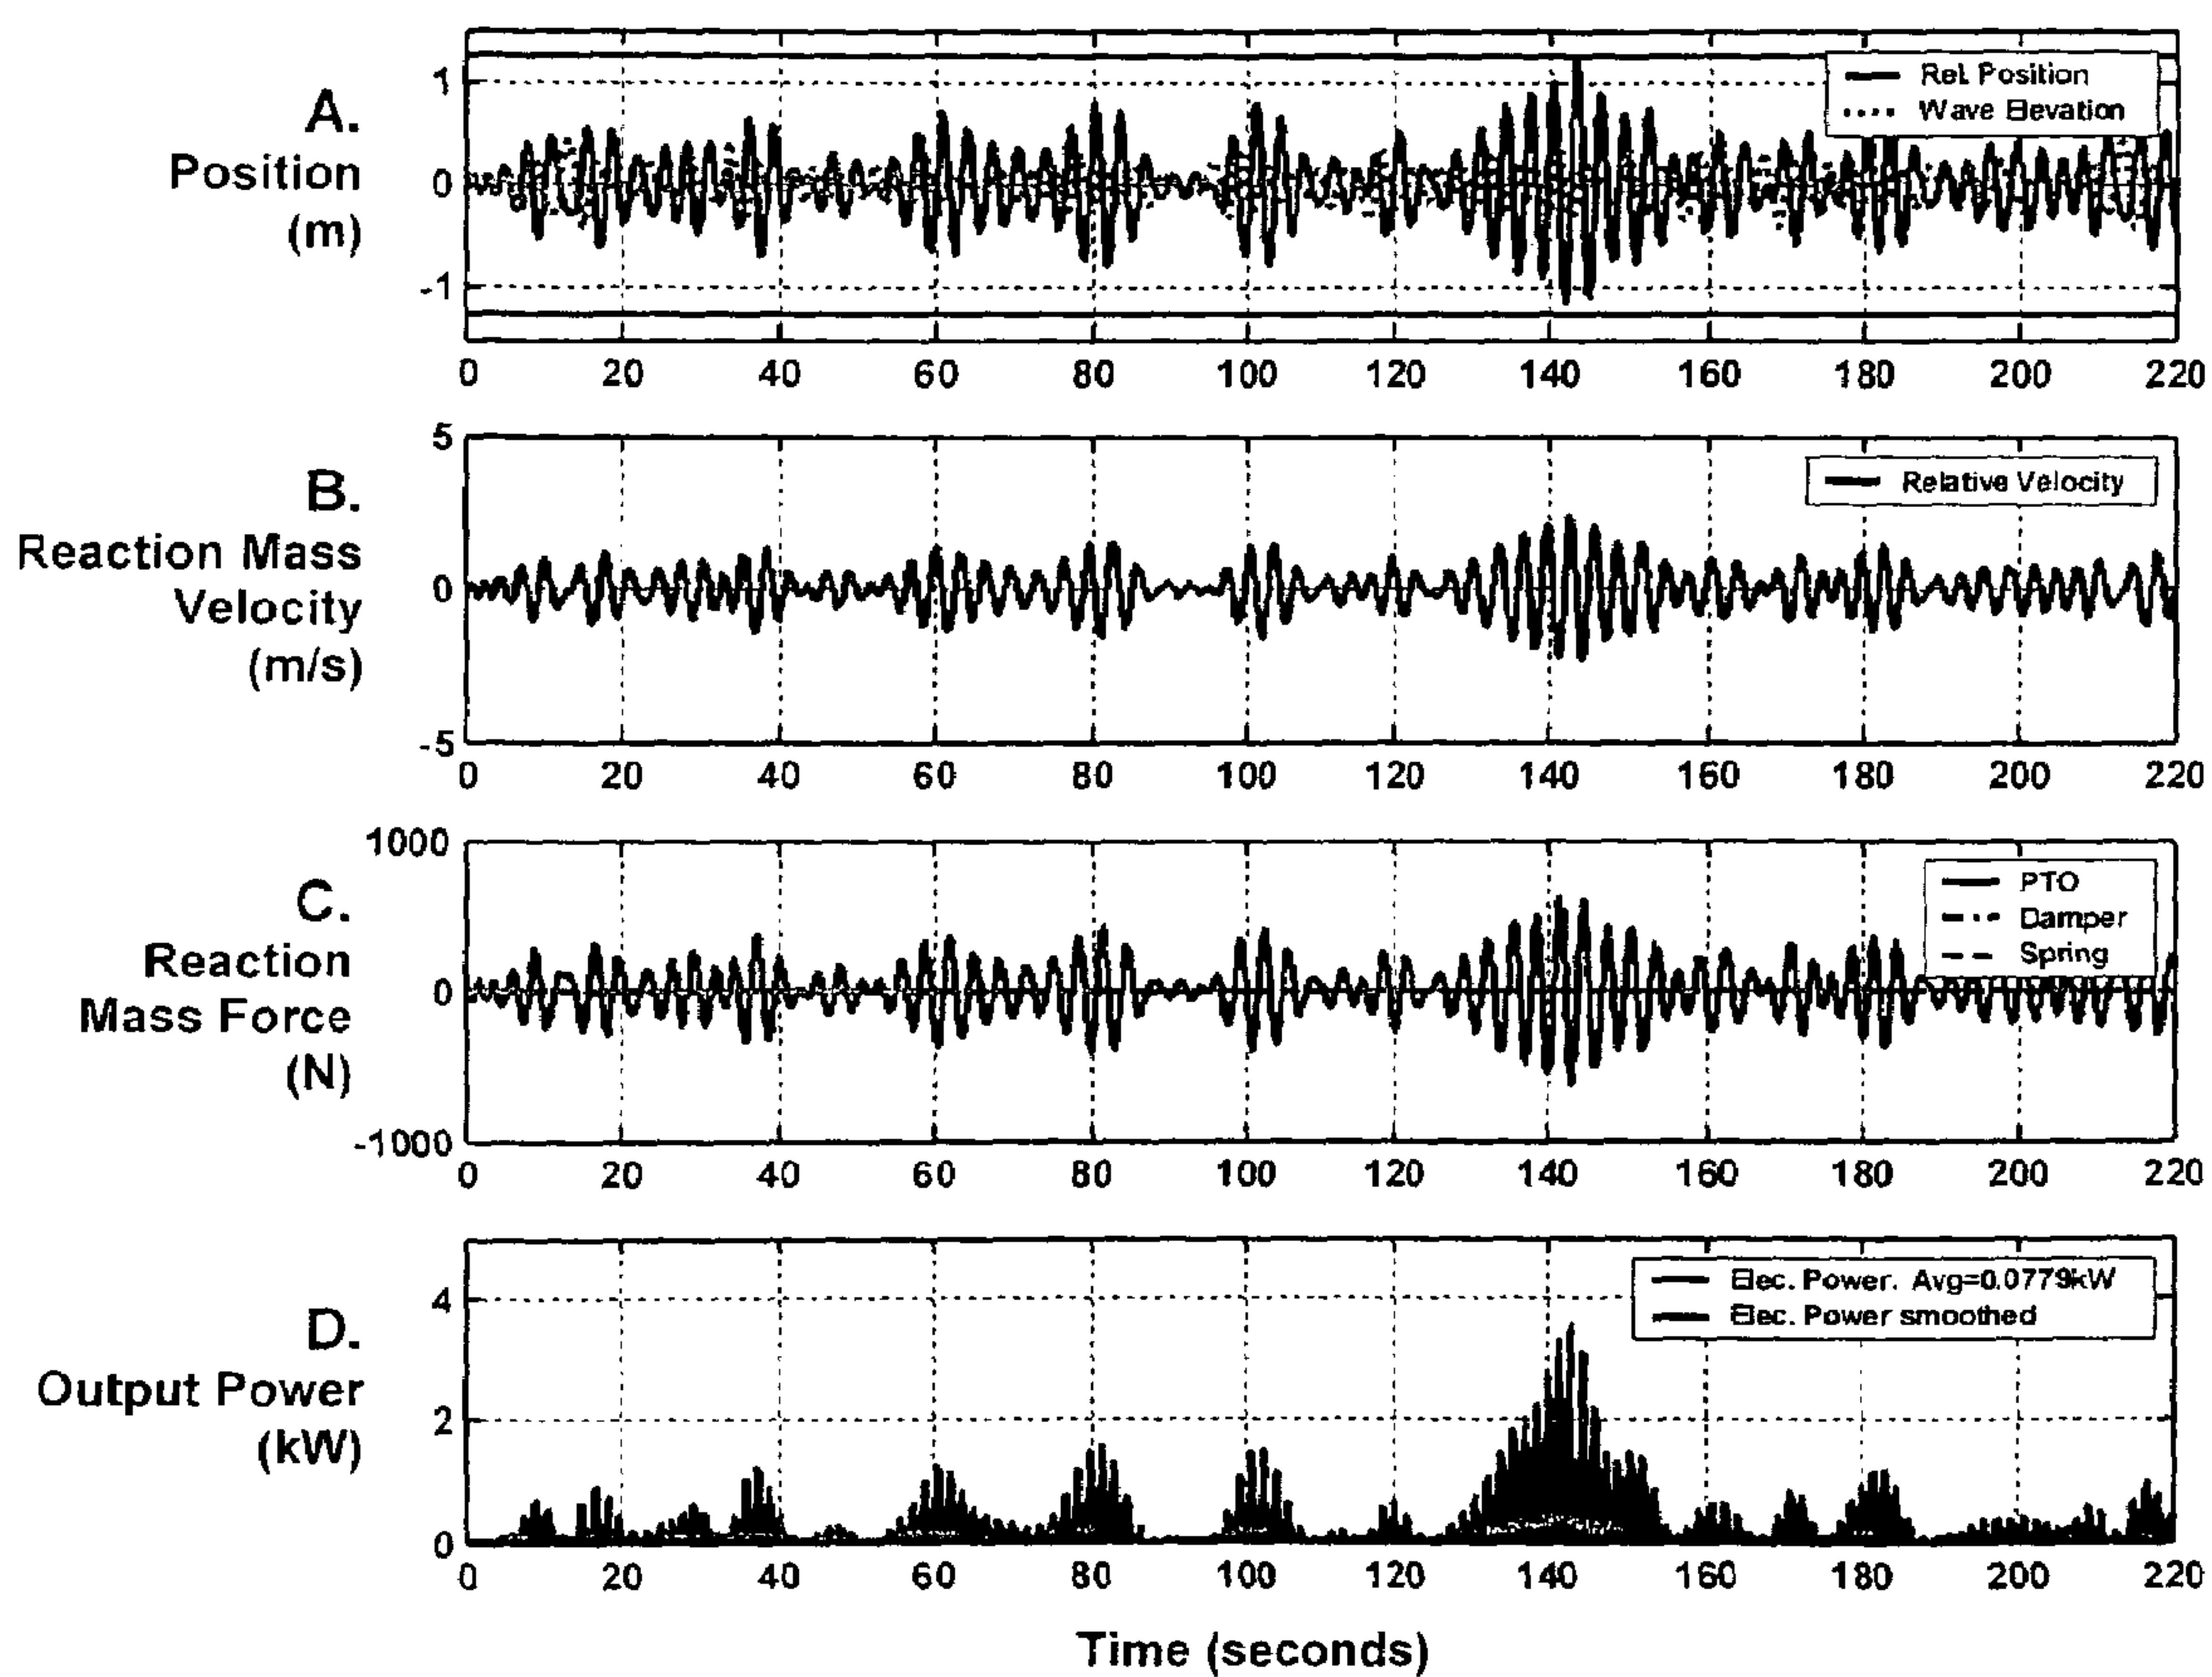 A.
Position
(m)
1
0
-1
Rel. Position
Wave Elevation
0 20 40 60 80 100 120 140 160 180 200 220
B.
Reaction Mass
Velocity
(m/s)
5
0
-5
Relative Velocity
0 20 40 60 80 100 120 140 160 180 200 220
C.
Reaction
Mass Force
(N)
1000
0
-1000
PTO
Damper
Spring
0 20 40 60 80 100 120 140 160 180 200 220
D.
Output Power
(kW)
4
2
0
Elec. Power. Avg=0.0779kW
Elec. Power smoothed
0 20 40 60 80 100 120 140 160 180 200 220
Time (seconds)